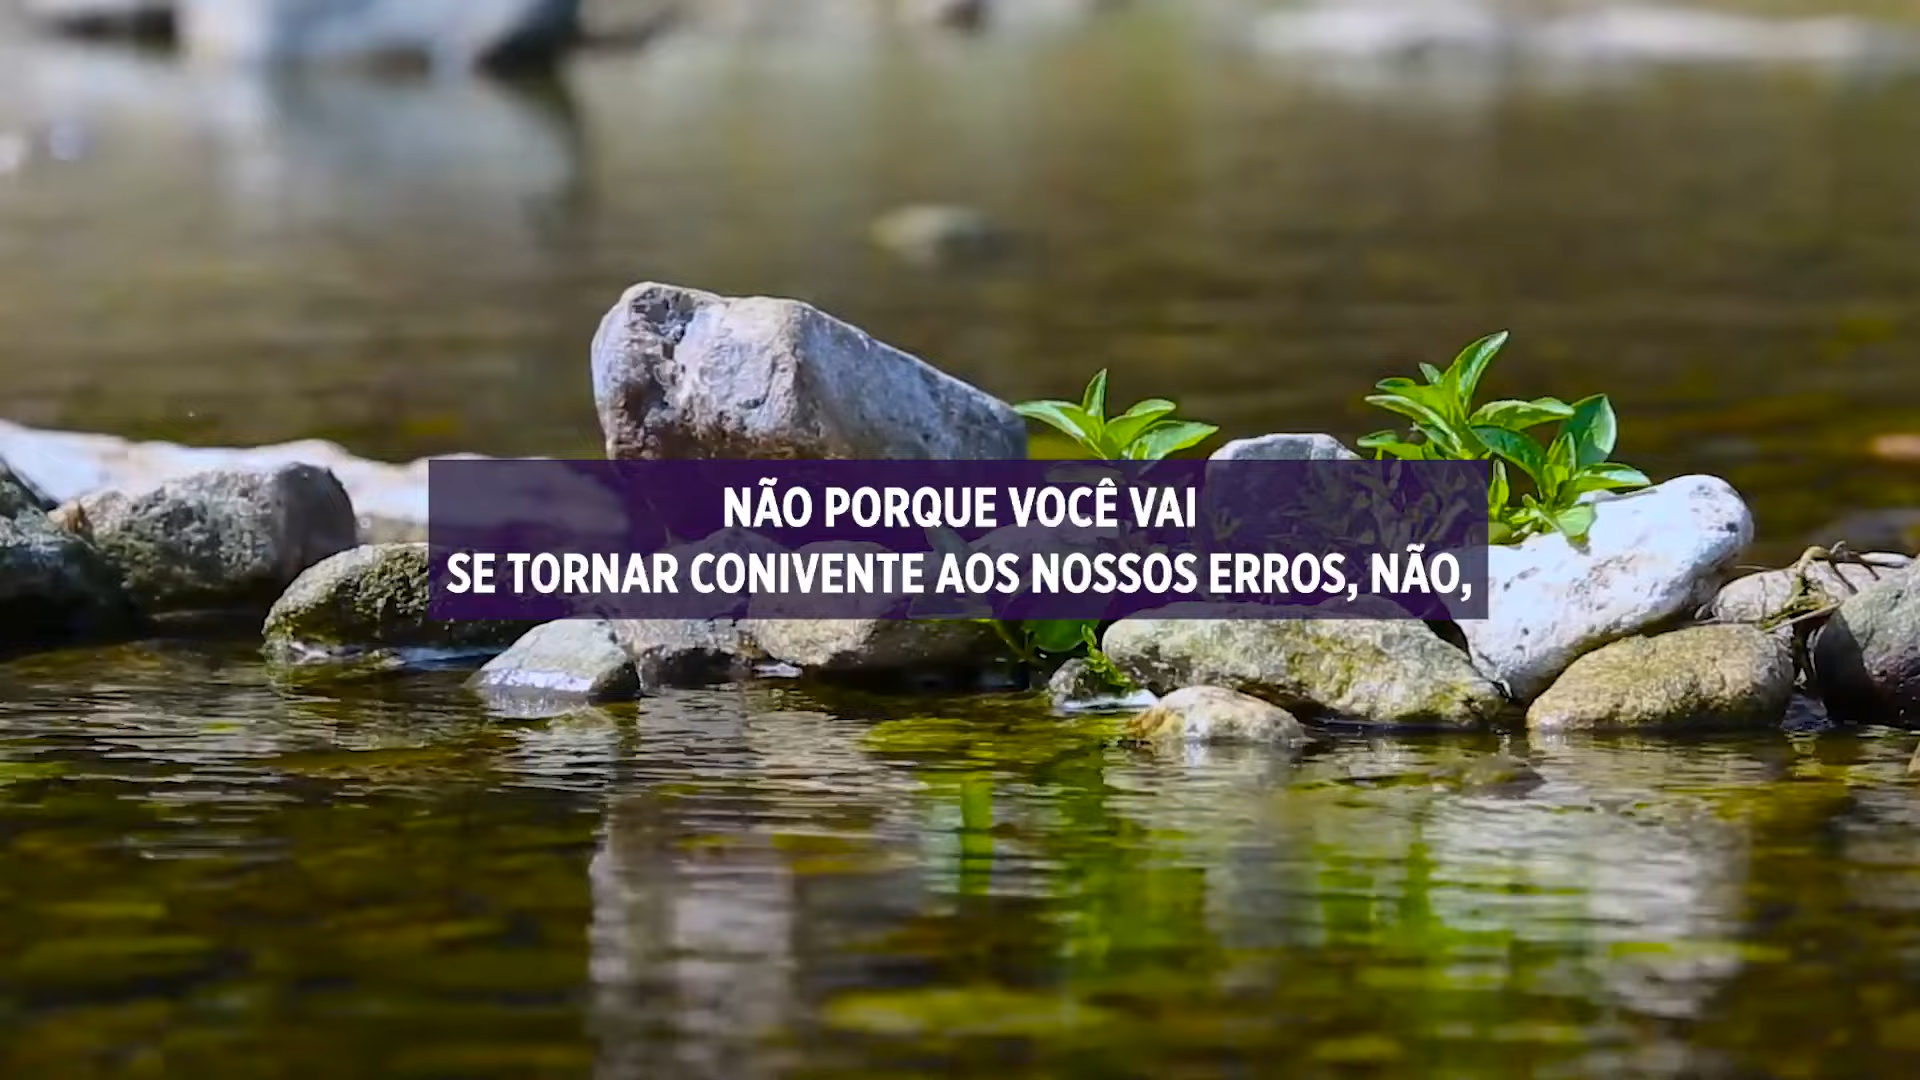 NÃO PORQUE VOCÊ VAI
SE TORNAR CONIVENTE AOS NOSSOS ERROS, NÃO,